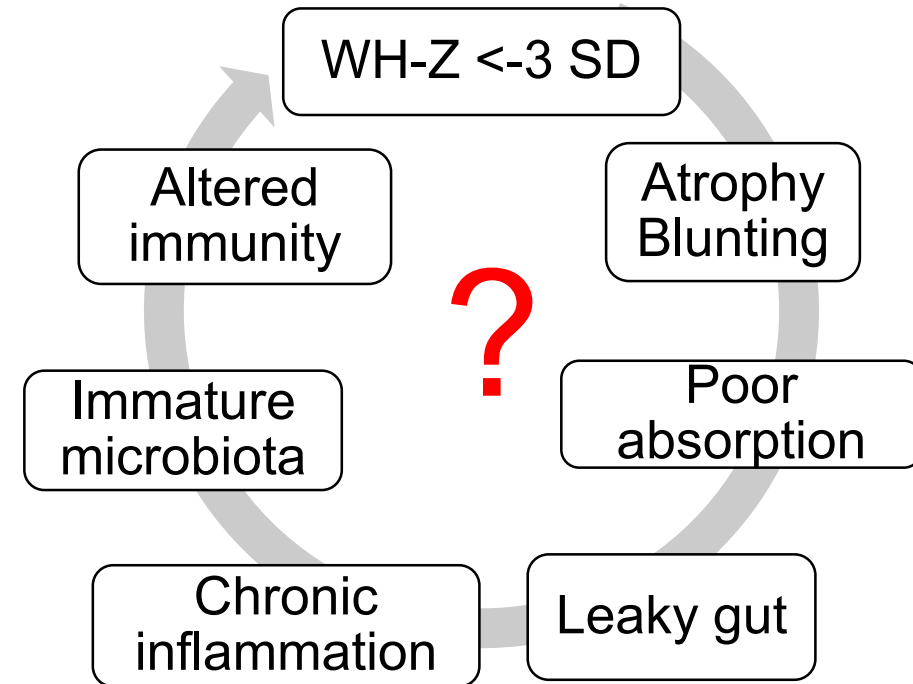 WH-Z <-3 SD
Atrophy
Blunting
Poor
absorption
Leaky gut
Chronic
inflammation
Immature
microbiota
Altered
immunity
?